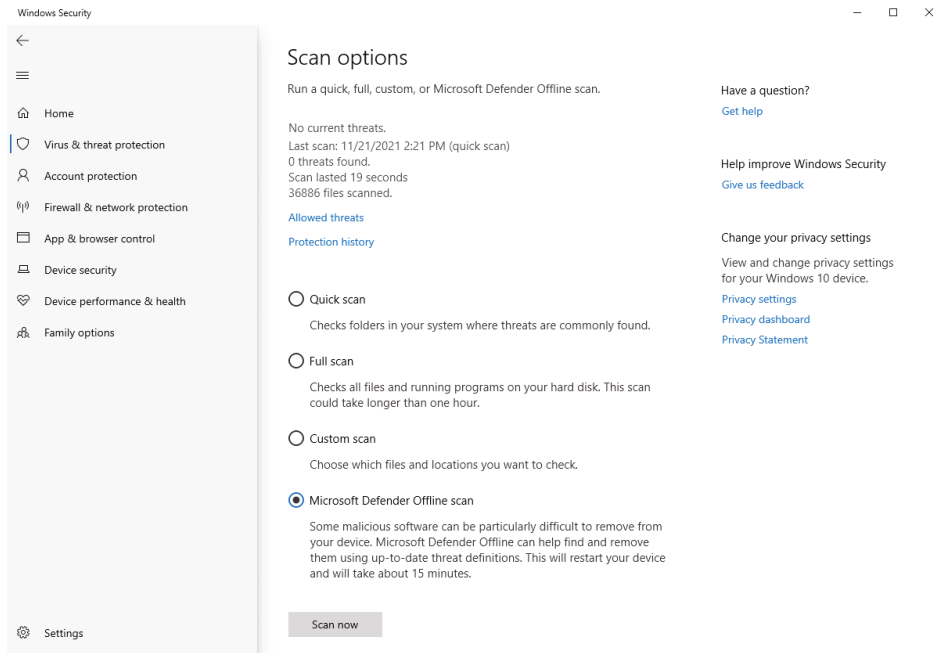 Windows Security
Home
Virus & threat protection
Account protection
Firewall & network protection
App & browser control
Device security
Device performance & health
Family options
Settings
Scan options
Run a quick, full, custom, or Microsoft Defender Offline scan.
No current threats.
Last scan: 11/21/2021 2:21 PM (quick scan)
0 threats found.
Scan lasted 19 seconds
36886 files scanned.
Allowed threats
Protection history
Quick scan
Checks folders in your system where threats are commonly found.
Full scan
Checks all files and running programs on your hard disk. This scan
could take longer than one hour.
Custom scan
Choose which files and locations you want to check.
Microsoft Defender Offline scan
Some malicious software can be particularly difficult to remove from
your device. Microsoft Defender Offline can help find and remove
them using up-to-date threat definitions. This will restart your device
and will take about 15 minutes.
Scan now
Have a question?
Get help
Help improve Windows Security
Give us feedback
Change your privacy settings
View and change privacy settings
for your Windows 10 device.
Privacy settings
Privacy dashboard
Privacy Statement